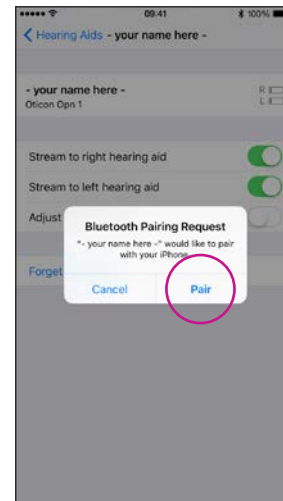 09:41
100%
Hearing Aids - your name here -
- your name here -
Oticon Opn 1
R
L
Stream to right hearing aid
Stream to left hearing aid
Adjust
Bluetooth Pairing Request
"- your name here -" would like to pair
with your iPhone
Forget
Cancel Pair